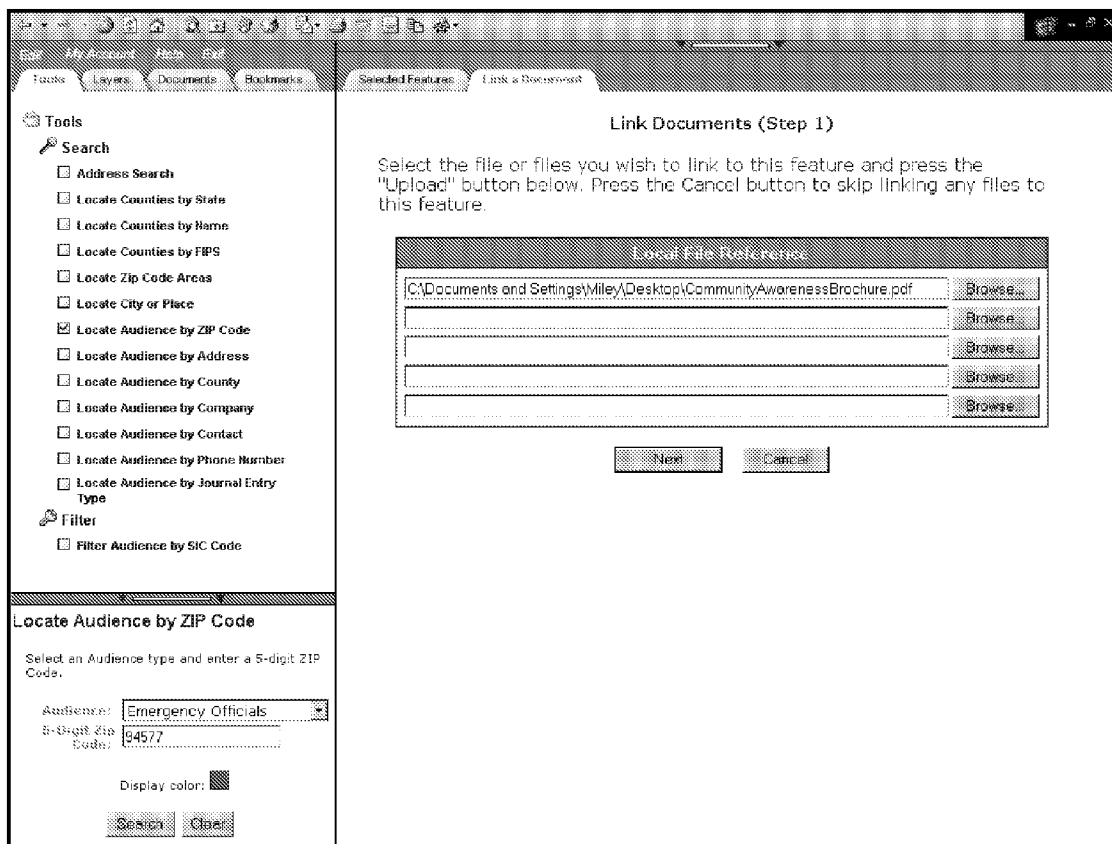 Edit My Account Help Exit
Tools Layers Documents Bookmarks
Tools
Search
Address Search
Locate Counties by State
Locate Counties by Name
Locate Counties by FIPS
Locate Zip Code Areas
Locate City or Place
Locate Audience by ZIP Code
Locate Audience by Address
Locate Audience by County
Locate Audience by Company
Locate Audience by Contact
Locate Audience by Phone Number
Locate Audience by Journal Entry
Type
Filter
Filter Audience by SIC Code
Locate Audience by ZIP Code
Select an Audience type and enter a 5-digit ZIP
Code.
Audience: Emergency Officials
5-Digit Zip
Code: 94577
Display color:
Search Clear
Selected Features Link a Document
Link Documents (Step 1)
Select the file or files you wish to link to this feature and press the
"Upload" button below. Press the Cancel button to skip linking any files to
this feature.
Local File Reference
C:\Documents and Settings\Miley\Desktop\CommunityAwarenessBrochure.pdf Browse...
Browse...
Browse...
Browse...
Browse...
Next Cancel